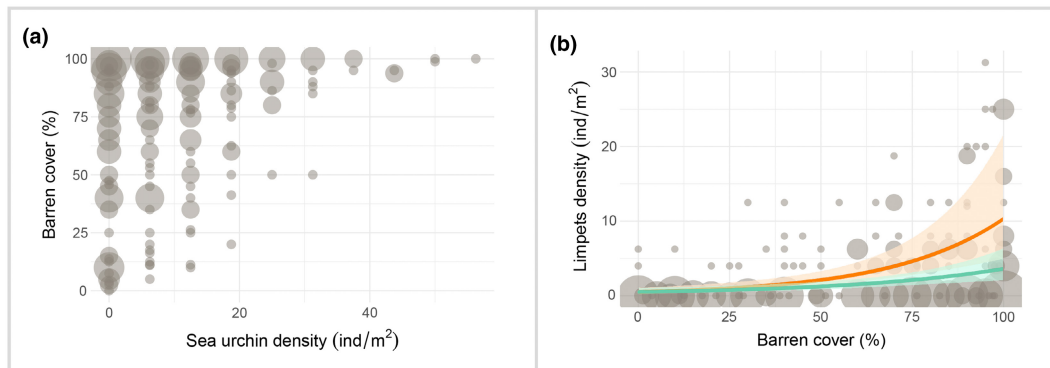 (a)
100
75
50
25
0
Barren cover (%)
0 20 40
Sea urchin density (ind/m²)
(b)
30
20
10
0
Limpets density (ind/m²)
0 25 50 75 100
Barren cover (%)